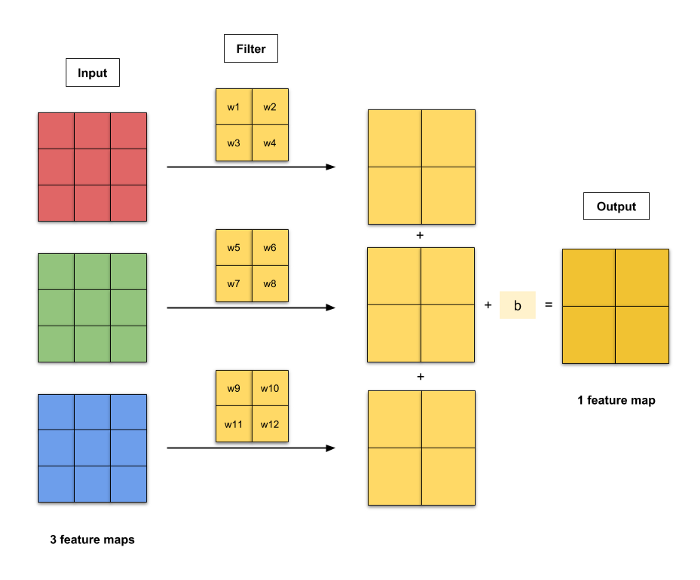 Filter
Input
w1 w2
w3 w4
Output
+
w5 w6
w7 w8
+ b =
+
1 feature map
w9 w10
w11 w12
3 feature maps